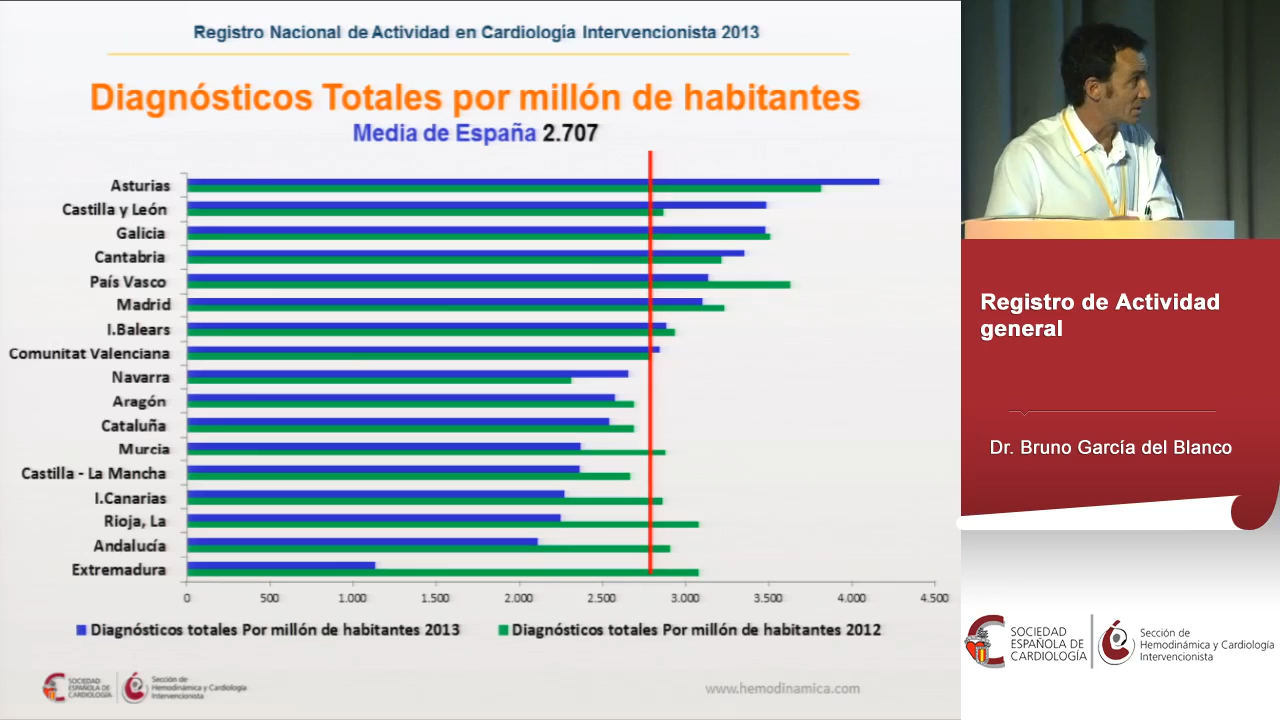 Registro Nacional de Actividad en Cardiología Intervencionista 2013
Diagnósticos Totales por millón de habitantes
Media de España 2.707
Asturias
Castilla y León
Galicia
Cantabria
País Vasco
Madrid
I.Balears
Comunitat Valenciana
Navarra
Aragón
Cataluña
Murcia
Castilla - La Mancha
I.Canarias
Rioja, La
Andalucía
Extremadura
0 500 1.000 1.500 2.000 2.500 3.000 3.500 4.000 4.500
Diagnósticos totales Por millón de habitantes 2013
Diagnósticos totales Por millón de habitantes 2012
SOCIEDAD
ESPAÑOLA DE
CARDIOLOGÍA
Sección de
Hemodinámica y Cardiología
Intervencionista
www.hemodinamica.com
Registro de Actividad
general
Dr. Bruno García del Blanco
SOCIEDAD
ESPAÑOLA DE
CARDIOLOGÍA
Sección de
Hemodinámica y Cardiología
Intervencionista